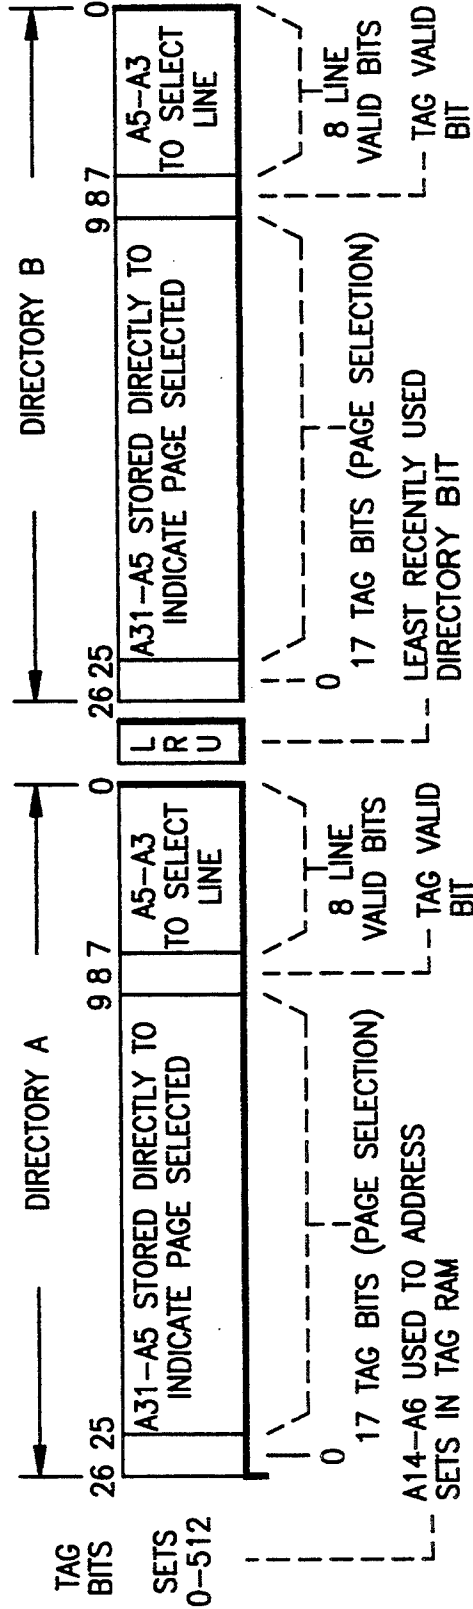 TAG
BITS
SETS
0-512
DIRECTORY A
26 25
9 8 7
0
A31-A5 STORED DIRECTLY TO
INDICATE PAGE SELECTED
A5-A3
TO SELECT
LINE
0
17 TAG BITS (PAGE SELECTION)
8 LINE
VALID BITS
TAG VALID
BIT
A14-A6 USED TO ADDRESS
SETS IN TAG RAM
L
R
U
LEAST RECENTLY USED
DIRECTORY BIT
DIRECTORY B
26 25
9 8 7
0
A31-A5 STORED DIRECTLY TO
INDICATE PAGE SELECTED
A5-A3
TO SELECT
LINE
0
17 TAG BITS (PAGE SELECTION)
8 LINE
VALID BITS
TAG VALID
BIT